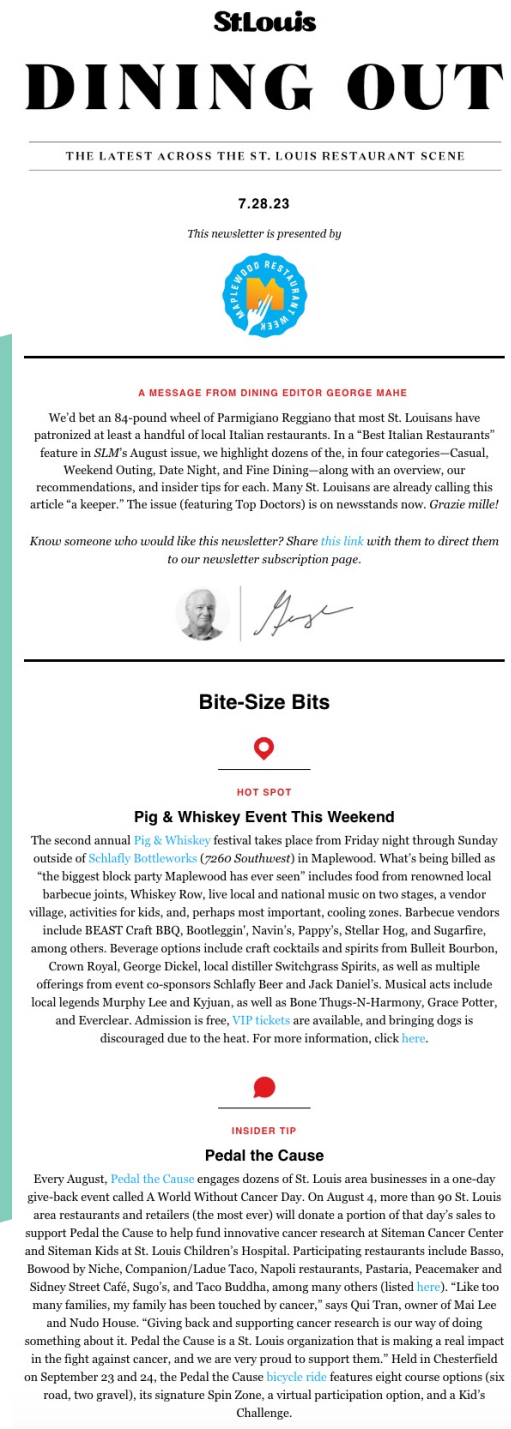 St.Louis
DINING OUT
THE LATEST ACROSS THE ST. LOUIS RESTAURANT SCENE
7.28.23
This newsletter is presented by
MAPLEWOOD RESTAURANT WEEK
A MESSAGE FROM DINING EDITOR GEORGE MAHE
We'd bet an 84-pound wheel of Parmigiano Reggiano that most St. Louisans have
patronized at least a handful of local Italian restaurants. In a “Best Italian Restaurants”
feature in SLM's August issue, we highlight dozens of the, in four categories—Casual,
Weekend Outing, Date Night, and Fine Dining—along with an overview, our
recommendations, and insider tips for each. Many St. Louisans are already calling this
article “a keeper.” The issue (featuring Top Doctors) is on newsstands now. Grazie mille!
Know someone who would like this newsletter? Share this link with them to direct them
to our newsletter subscription page.
George
Bite-Size Bits
HOT SPOT
Pig & Whiskey Event This Weekend
The second annual Pig & Whiskey festival takes place from Friday night through Sunday
outside of Schlafly Bottleworks (7260 Southwest) in Maplewood. What's being billed as
“the biggest block party Maplewood has ever seen” includes food from renowned local
barbecue joints, Whiskey Row, live local and national music on two stages, a vendor
village, activities for kids, and, perhaps most important, cooling zones. Barbecue vendors
include BEAST Craft BBQ, Bootleggin', Navin's, Pappy's, Stellar Hog, and Sugarfire,
among others. Beverage options include craft cocktails and spirits from Bulleit Bourbon,
Crown Royal, George Dickel, local distiller Switchgrass Spirits, as well as multiple
offerings from event co-sponsors Schlafly Beer and Jack Daniel's. Musical acts include
local legends Murphy Lee and Kyjuan, as well as Bone Thugs-N-Harmony, Grace Potter,
and Everclear. Admission is free, VIP tickets are available, and bringing dogs is
discouraged due to the heat. For more information, click here.
INSIDER TIP
Pedal the Cause
Every August, Pedal the Cause engages dozens of St. Louis area businesses in a one-day
give-back event called A World Without Cancer Day. On August 4, more than 90 St. Louis
area restaurants and retailers (the most ever) will donate a portion of that day's sales to
support Pedal the Cause to help fund innovative cancer research at Siteman Cancer Center
and Siteman Kids at St. Louis Children's Hospital. Participating restaurants include Basso,
Bowood by Niche, Companion/Ladue Taco, Napoli restaurants, Pastaria, Peacemaker and
Sidney Street Café, Sugo's, and Taco Buddha, among many others (listed here). “Like too
many families, my family has been touched by cancer,” says Qui Tran, owner of Mai Lee
and Nudo House. “Giving back and supporting cancer research is our way of doing
something about it. Pedal the Cause is a St. Louis organization that is making a real impact
in the fight against cancer, and we are very proud to support them.” Held in Chesterfield
on September 23 and 24, the Pedal the Cause bicycle ride features eight course options (six
road, two gravel), its signature Spin Zone, a virtual participation option, and a Kid's
Challenge.